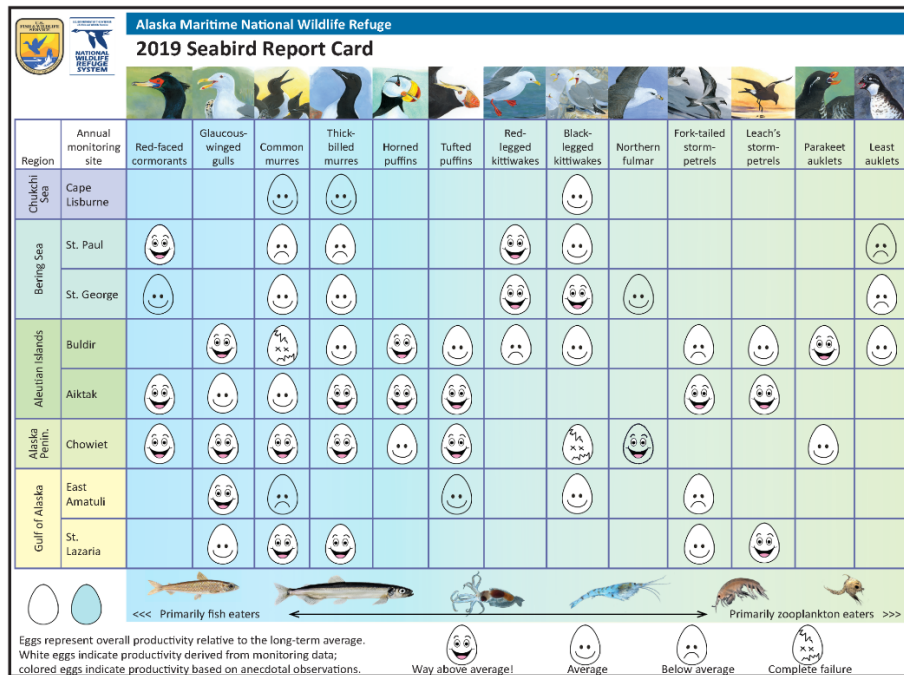 U.S.
FISH & WILDLIFE
SERVICE
NATIONAL
WILDLIFE
REFUGE
SYSTEM
Alaska Maritime National Wildlife Refuge
2019 Seabird Report Card
Region
Annual
monitoring
site
Red-faced
cormorants
Glaucous-
winged
gulls
Common
murres
Thick-
billed
murres
Horned
puffins
Tufted
puffins
Red-
legged
kittiwakes
Black-
legged
kittiwakes
Northern
fulmar
Fork-tailed
storm-
petrels
Leach's
storm-
petrels
Parakeet
auklets
Least
auklets
Chukchi
Sea
Cape
Lisburne
Bering Sea
St. Paul
St. George
Aleutian Islands
Buldir
Aiktak
Alaska
Penin.
Chowiet
Gulf of Alaska
East
Amatuli
St.
Lazaria
<<< Primarily fish eaters
Primarily zooplankton eaters >>>
Eggs represent overall productivity relative to the long-term average.
White eggs indicate productivity derived from monitoring data;
colored eggs indicate productivity based on anecdotal observations.
Way above average!
Average
Below average
Complete failure